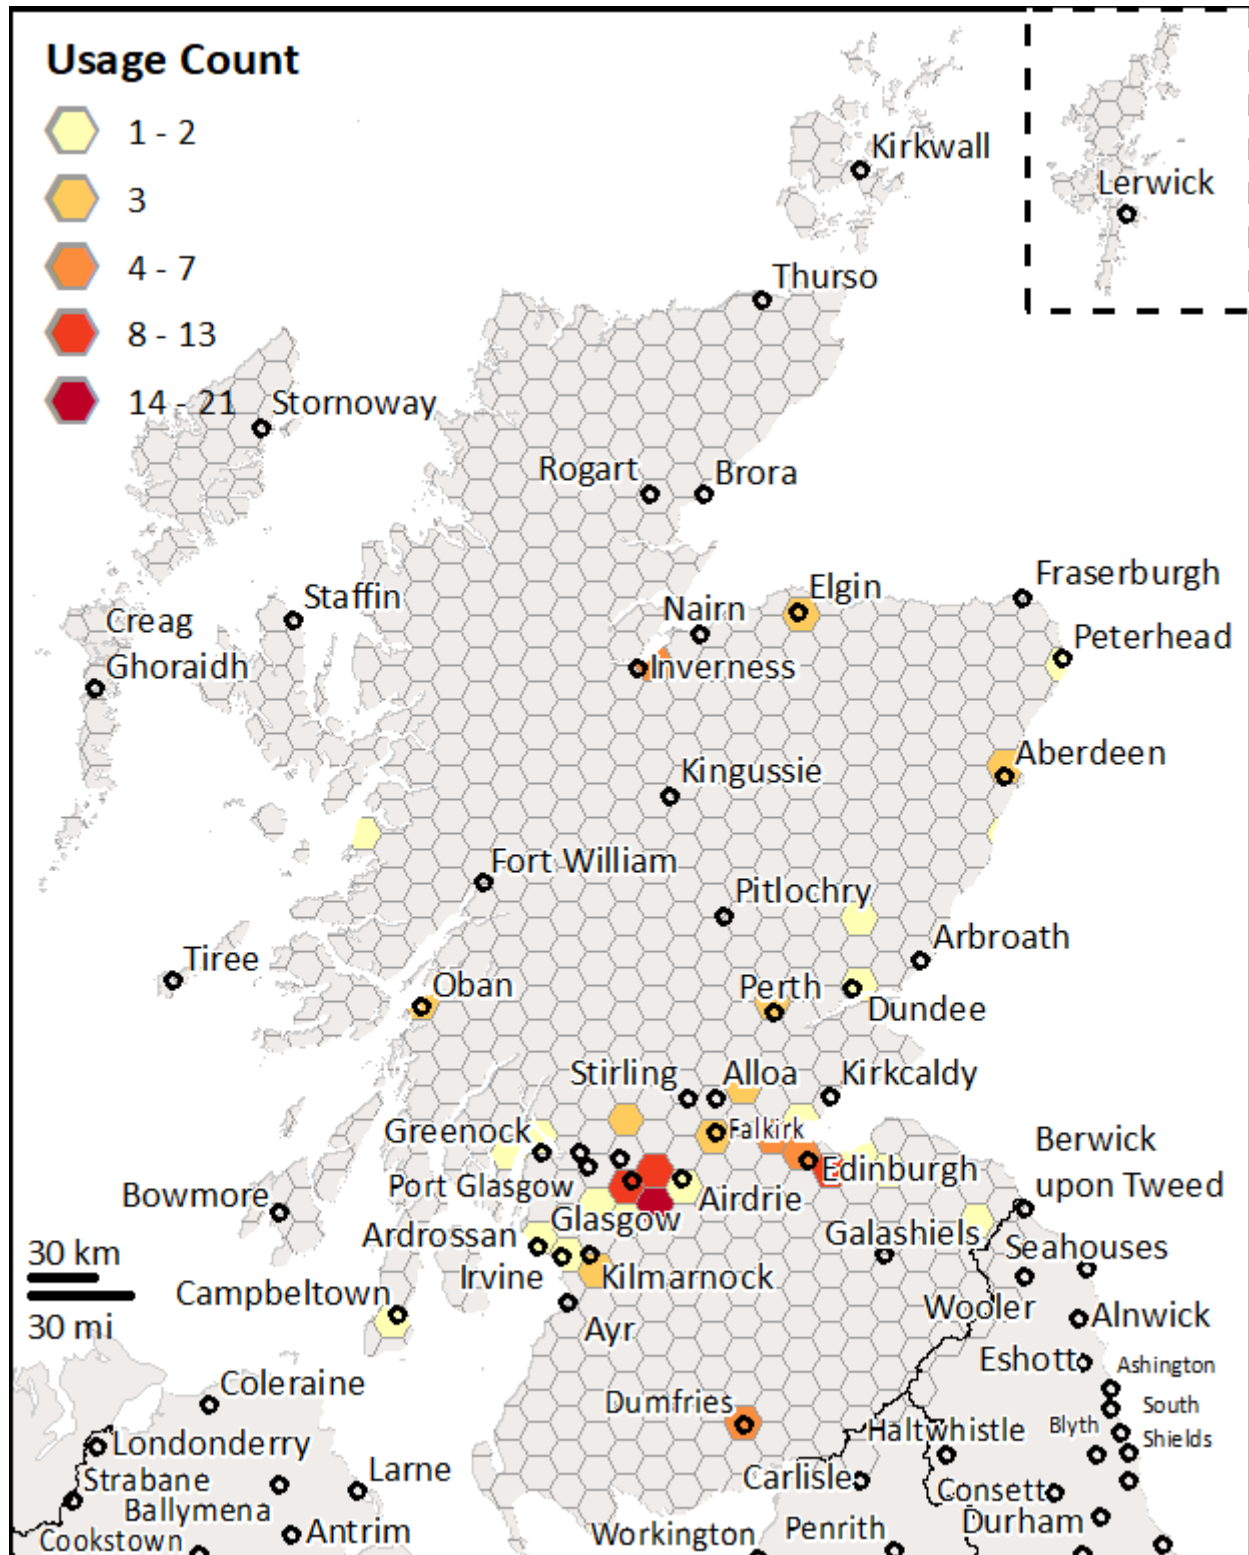 Usage Count
1 - 2
3
4 - 7
8 - 13
14 - 21
Kirkwall
Lerwick
Thurso
Stornoway
Rogart
Brora
Staffin
Creag
Ghoraidh
Nairn
Elgin
Fraserburgh
Peterhead
Inverness
Aberdeen
Kingussie
Fort William
Pitlochry
Arbroath
Tiree
Oban
Perth
Dundee
Stirling
Alloa
Kirkcaldy
Greenock
Falkirk
Edinburgh
Berwick
upon Tweed
Port Glasgow
Airdrie
Bowmore
Glasgow
Ardrossan
Galashiels
Seahouses
30 km
Irvine
Kilmarnock
Campbeltown
Wooler
Alnwick
30 mi
Ayr
Eshott
Ashington
Coleraine
Dumfries
South
Shields
Blyth
Haltwhistle
Londonderry
Larne
Strabane
Carlisle
Consett
Ballymena
Durham
Antrim
Cookstown
Workington
Penrith